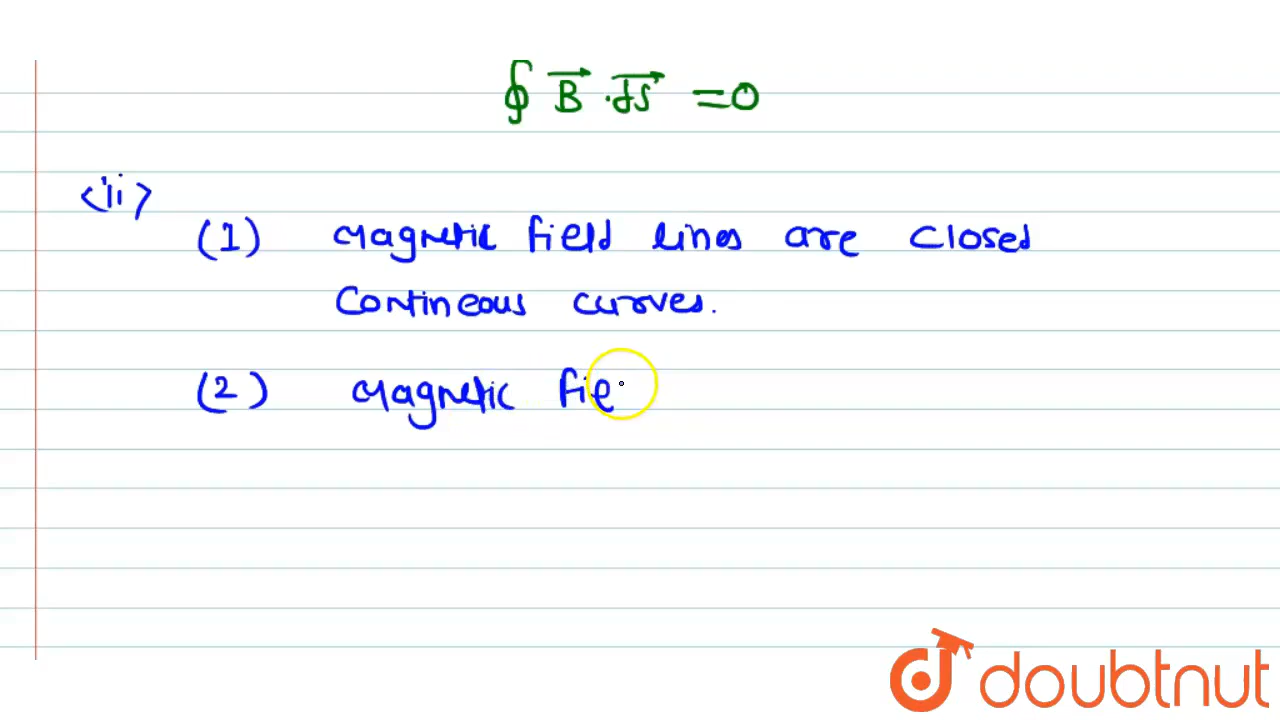 ∮ B⃗ · dS⃗ = 0
<ii>
(1) Magnetic field lines are closed
Contineous curves.
(2) Magnetic fie
doubtnut